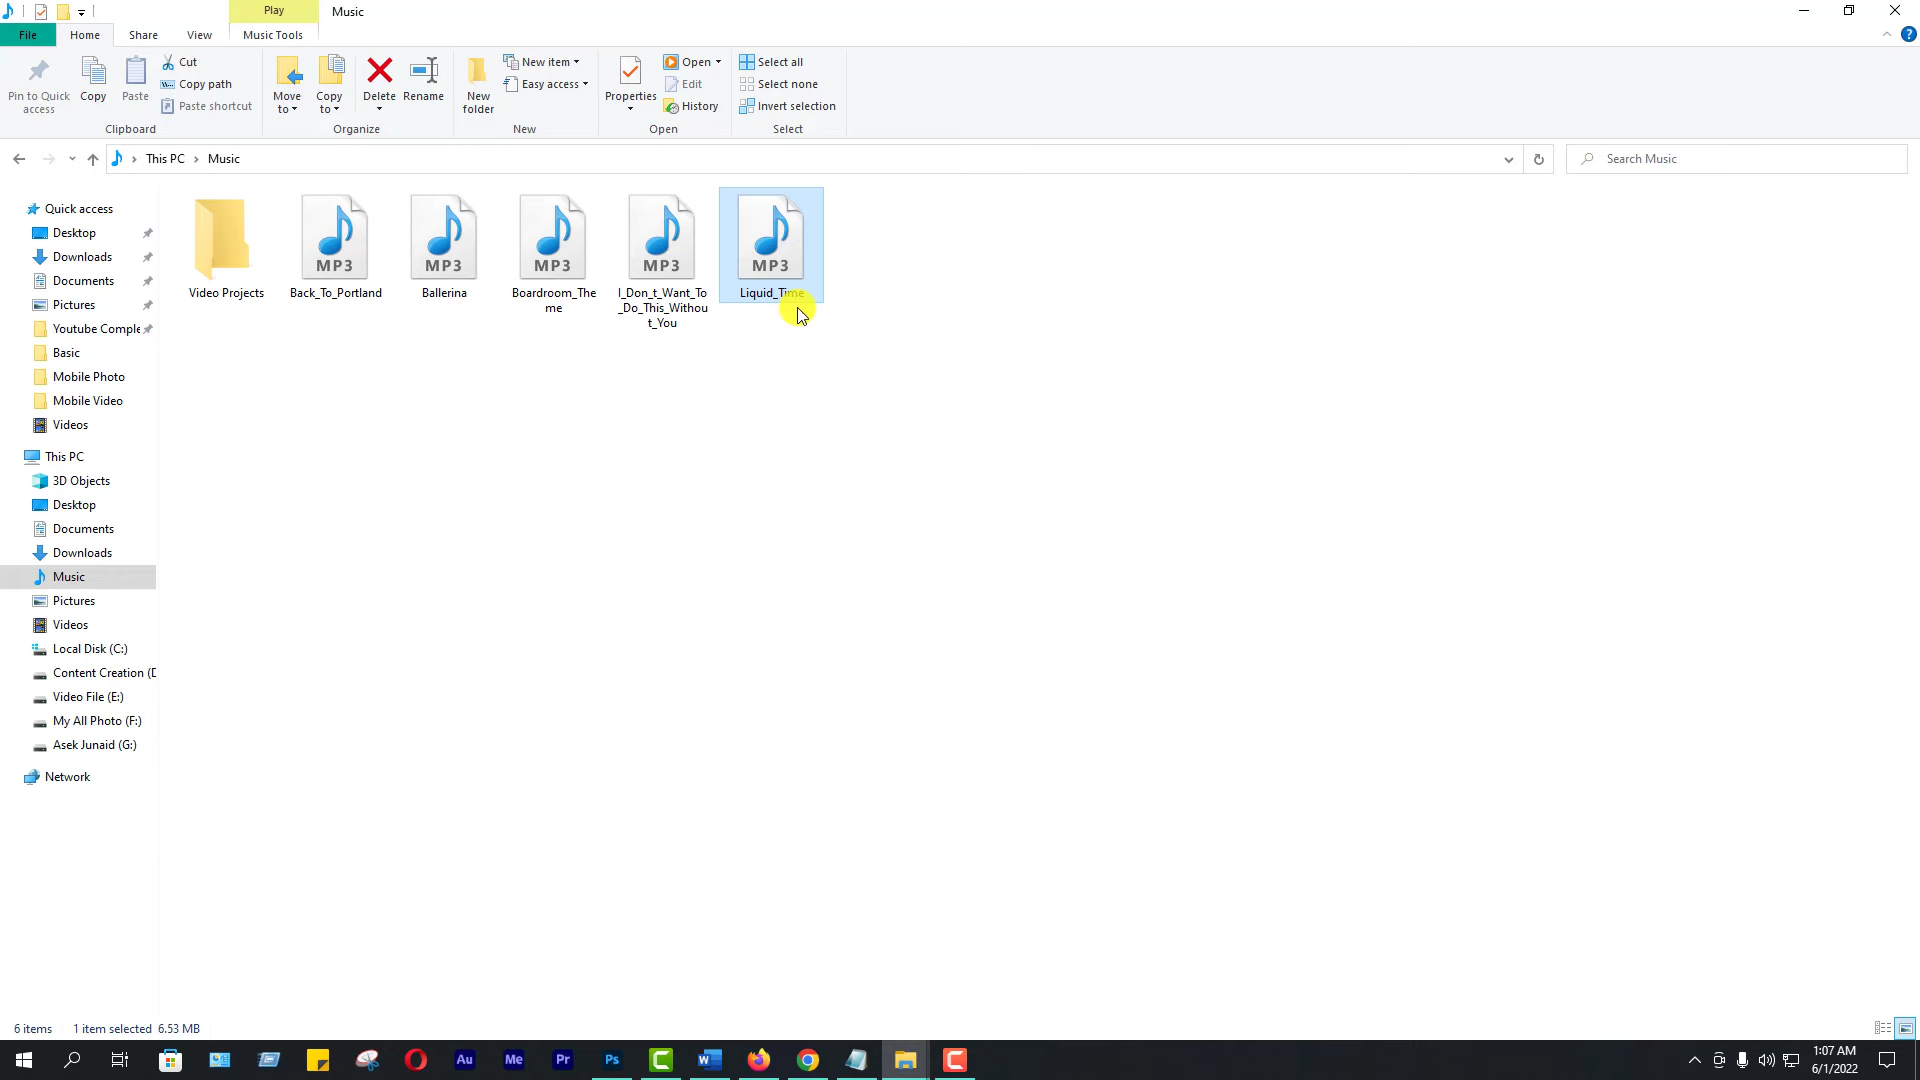 Play
Music
File
Home
Share
View
Music Tools
Pin to Quick
access
Copy
Paste
Cut
Copy path
Paste shortcut
Clipboard
Move
to
Copy
to
Delete
Rename
Organize
New
folder
New item
Easy access
New
Properties
Open
Edit
History
Open
Select all
Select none
Invert selection
Select
This PC
Music
Search Music
Quick access
Desktop
Downloads
Documents
Pictures
Youtube Comple
Basic
Mobile Photo
Mobile Video
Videos
This PC
3D Objects
Desktop
Documents
Downloads
Music
Pictures
Videos
Local Disk (C:)
Content Creation (D
Video File (E:)
My All Photo (F:)
Asek Junaid (G:)
Network
Video Projects
MP3
Back_To_Portland
MP3
Ballerina
MP3
Boardroom_The
me
MP3
I_Don_t_Want_To
_Do_This_Withou
t_You
MP3
Liquid_Time
6 items
1 item selected 6.53 MB
Au
Me
Pr
Ps
1:07 AM
6/1/2022